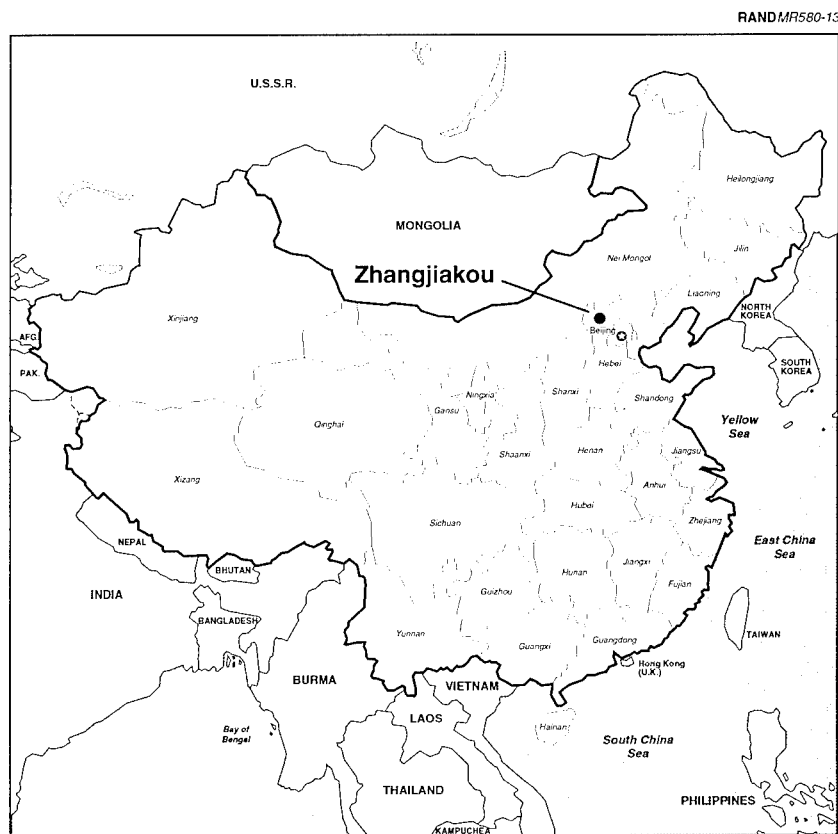 RANDMR580-13
U.S.S.R.
Heilongjiang
MONGOLIA
Jilin
Nei Mongol
Zhangjiakou
Liaoning
NORTH
KOREA
Xinjiang
AFG.
Beijing
PAK.
Hebei
SOUTH
KOREA
Ningxia
Shanxi
Shandong
Gansu
Qinghai
Yellow
Sea
Shaanxi
Henan
Jiangsu
Xizang
Anhui
Hubei
Zhejiang
Sichuan
NEPAL
East China
Sea
BHUTAN
Jiangxi
Hunan
Fujian
INDIA
Guizhou
BANGLADESH
Yunnan
Guangxi
Guangdong
TAIWAN
Hong Kong
(U.K.)
BURMA
VIETNAM
LAOS
Hainan
Bay of
Bengal
South China
Sea
THAILAND
PHILIPPINES
KAMPUCHEA